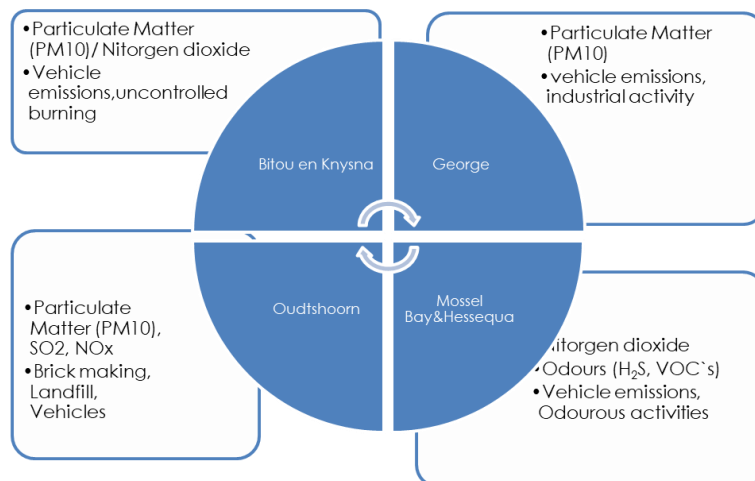 •Particulate Matter
(PM10)/ Nitorgen dioxide
•Vehicle
emissions,uncontrolled
burning
•Particulate Matter
(PM10)
•vehicle emissions,
industrial activity
Bitou en Knysna
George
Oudtshoorn
Mossel
Bay&Hessequa
•Particulate
Matter (PM10),
SO2, NOx
•Brick making,
Landfill,
Vehicles
Nitorgen dioxide
•Odours (H₂S, VOC`s)
•Vehicle emissions,
Odourous activities